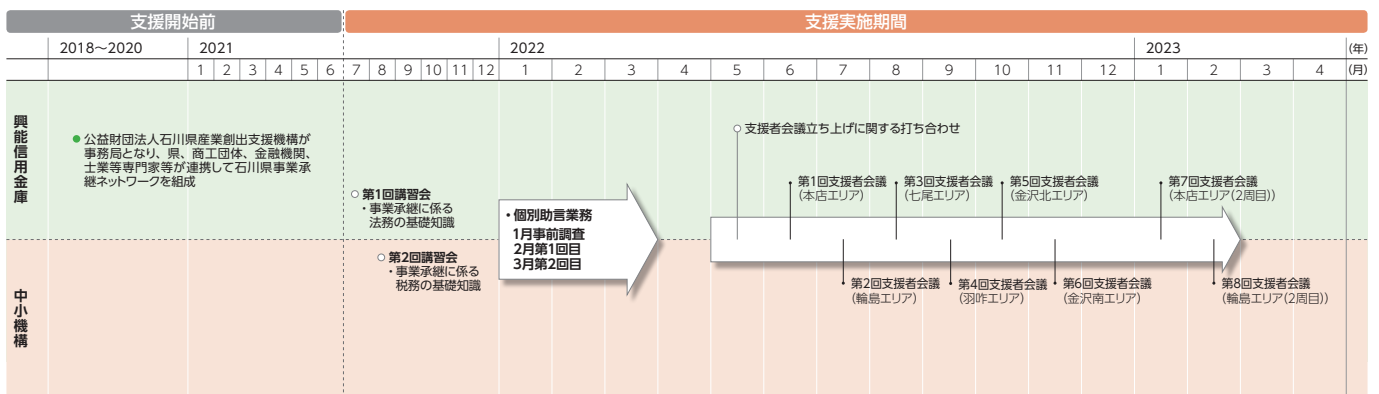 支援開始前
支援実施期間
2018〜2020
2021
2022
2023
(年)
1 2 3 4 5 6 7 8 9 10 11 12 1 2 3 4 5 6 7 8 9 10 11 12 1 2 3 4 (月)
興能信用金庫
● 公益財団法人石川県産業創出支援機構が
事務局となり、県、商工団体、金融機関、
士業等専門家等が連携して石川県事業承
継ネットワークを組成
○ 第1回講習会
・事業承継に係る
法務の基礎知識
○ 第2回講習会
・事業承継に係る
税務の基礎知識
・個別助言業務
1月事前調査
2月第1回目
3月第2回目
○ 支援者会議立ち上げに関する打ち合わせ
第1回支援者会議
(本店エリア)
第3回支援者会議
(七尾エリア)
第5回支援者会議
(金沢北エリア)
第7回支援者会議
(本店エリア(2周目))
第2回支援者会議
(輪島エリア)
第4回支援者会議
(羽咋エリア)
第6回支援者会議
(金沢南エリア)
第8回支援者会議
(輪島エリア(2周目))
中小機構